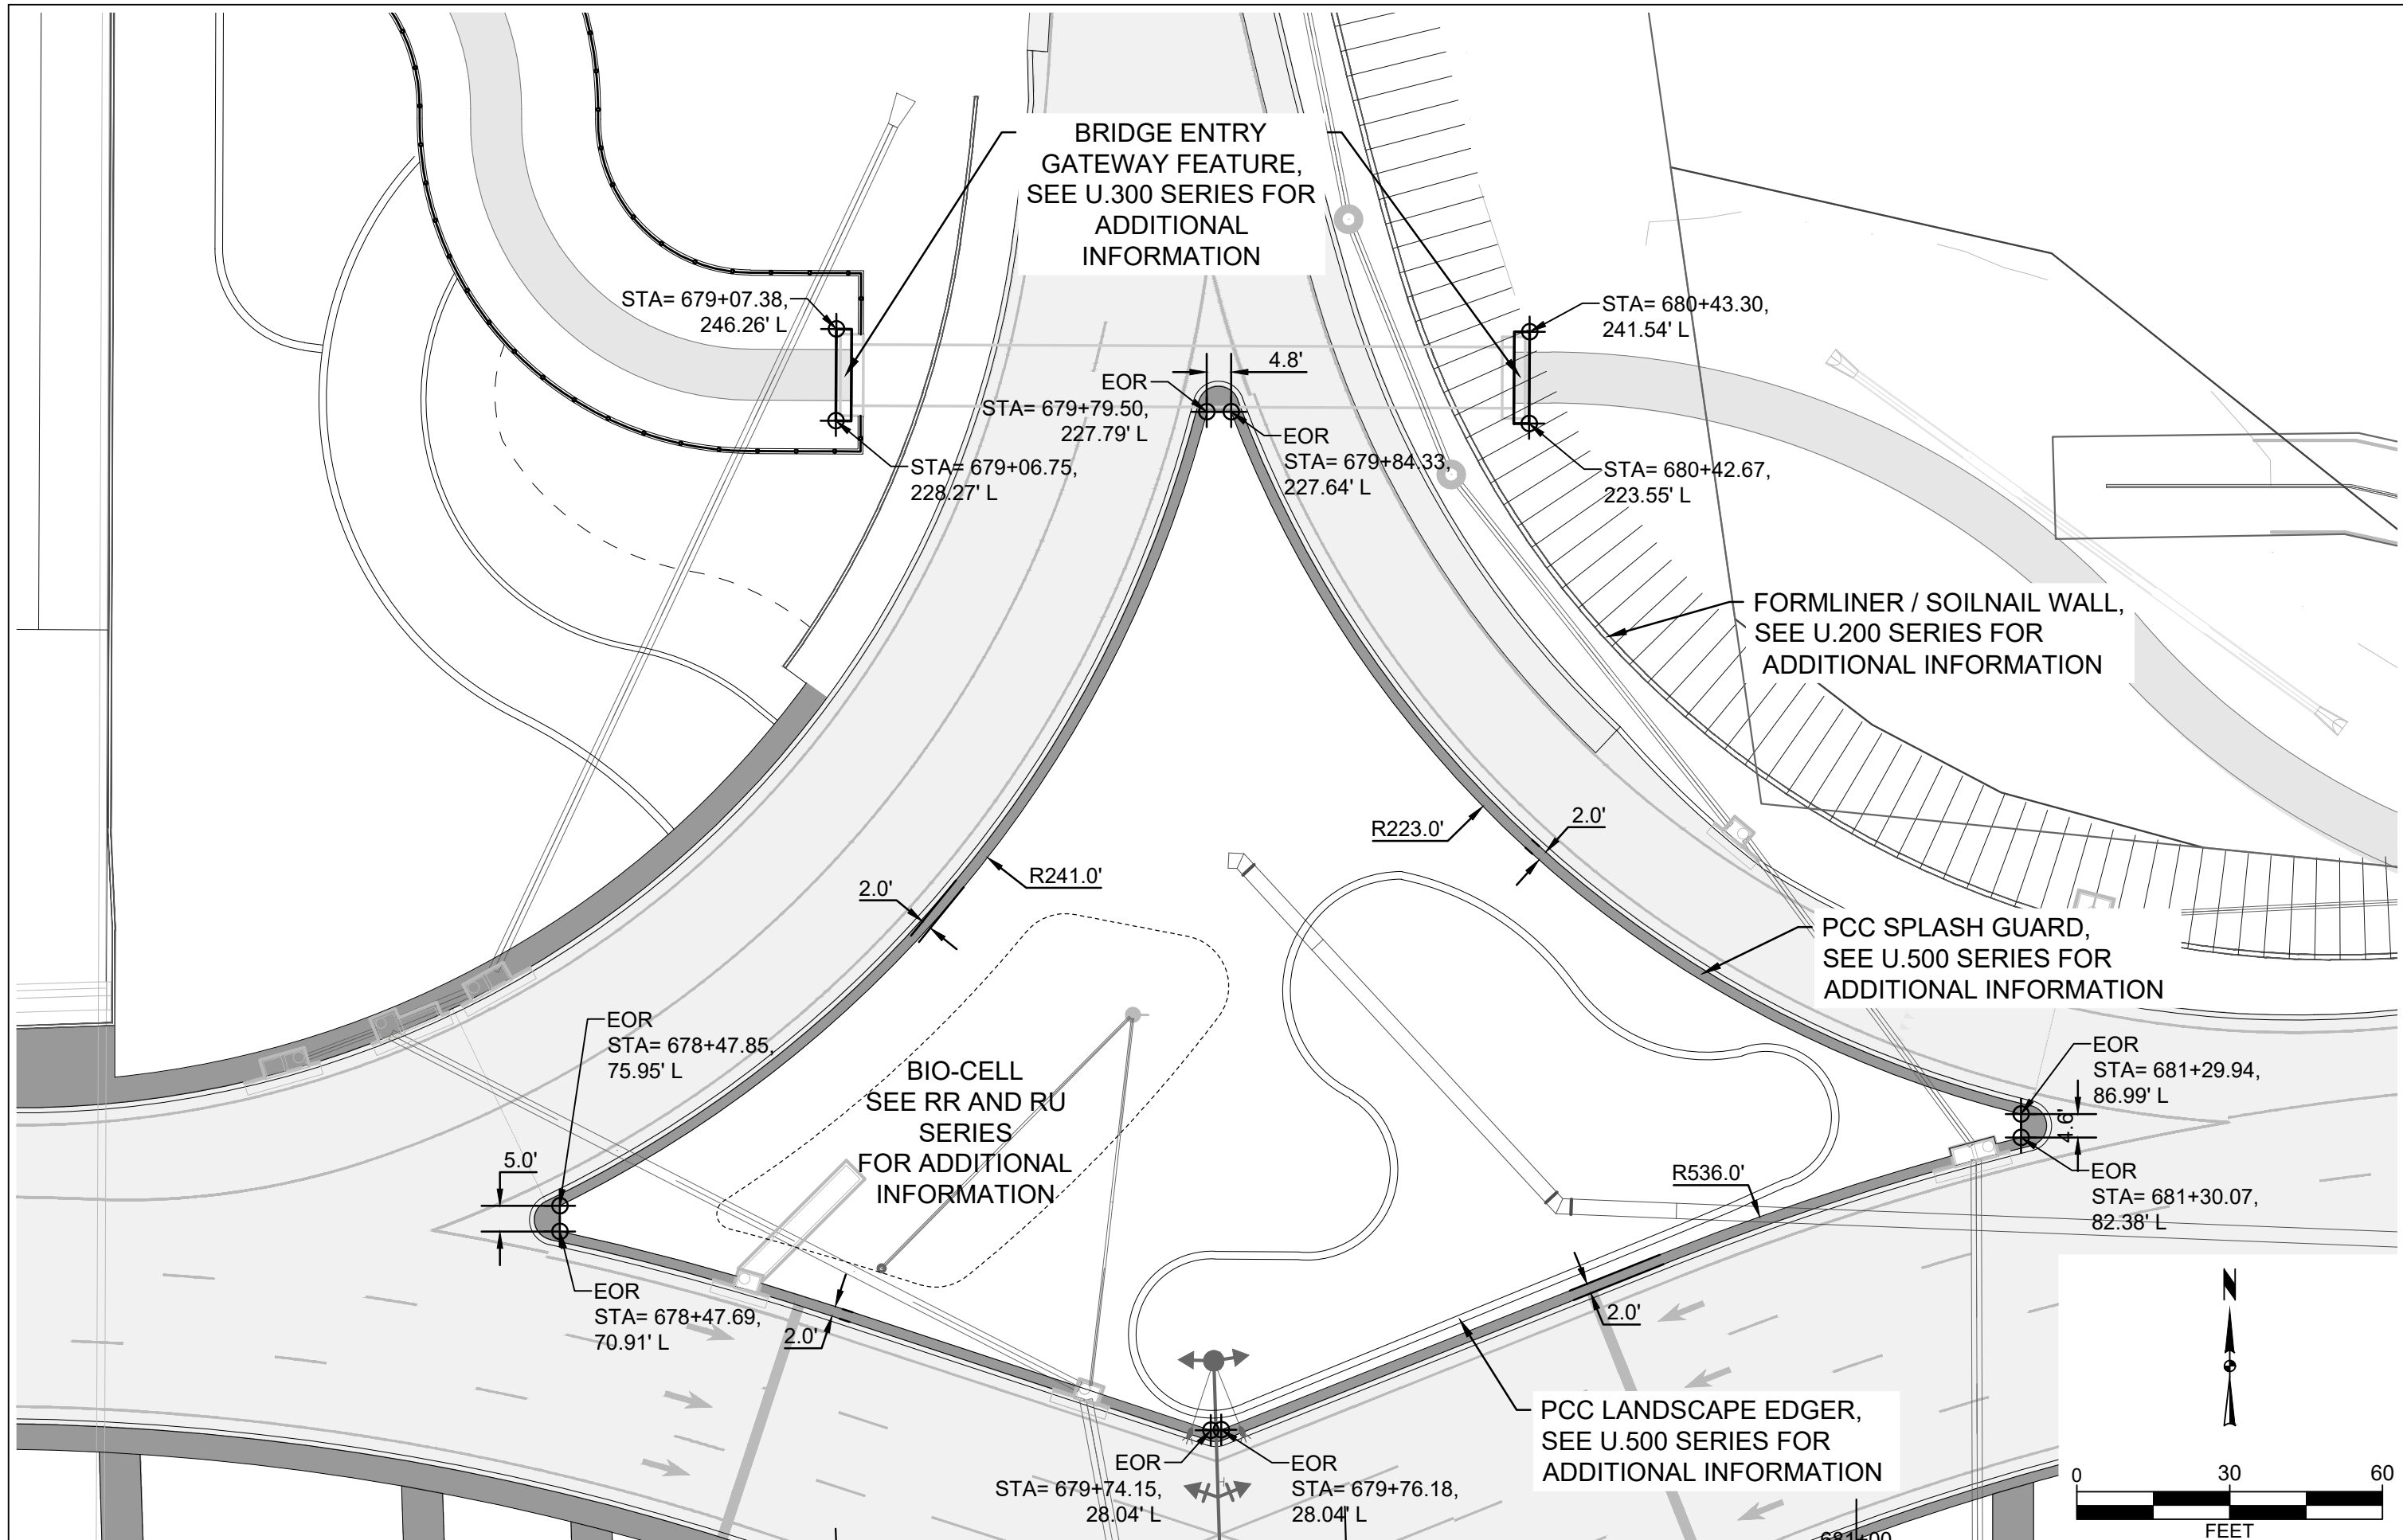 BRIDGE ENTRY
GATEWAY FEATURE,
SEE U.300 SERIES FOR
ADDITIONAL
INFORMATION
STA= 679+07.38,
246.26' L
STA= 680+43.30,
241.54' L
4.8'
EOR
STA= 679+79.50,
227.79' L
EOR
STA= 679+84.33,
227.64' L
STA= 679+06.75,
228.27' L
STA= 680+42.67,
223.55' L
FORMLINER / SOILNAIL WALL,
SEE U.200 SERIES FOR
ADDITIONAL INFORMATION
R223.0'
2.0'
R241.0'
2.0'
PCC SPLASH GUARD,
SEE U.500 SERIES FOR
ADDITIONAL INFORMATION
EOR
STA= 678+47.85,
75.95' L
EOR
STA= 681+29.94,
86.99' L
4.6'
BIO-CELL
SEE RR AND RU
SERIES
FOR ADDITIONAL
INFORMATION
5.0'
R536.0'
EOR
STA= 681+30.07,
82.38' L
EOR
STA= 678+47.69,
70.91' L
2.0'
2.0'
N
PCC LANDSCAPE EDGER,
SEE U.500 SERIES FOR
ADDITIONAL INFORMATION
EOR
STA= 679+74.15,
28.04' L
EOR
STA= 679+76.18,
28.04' L
0 30 60
FEET
681+00